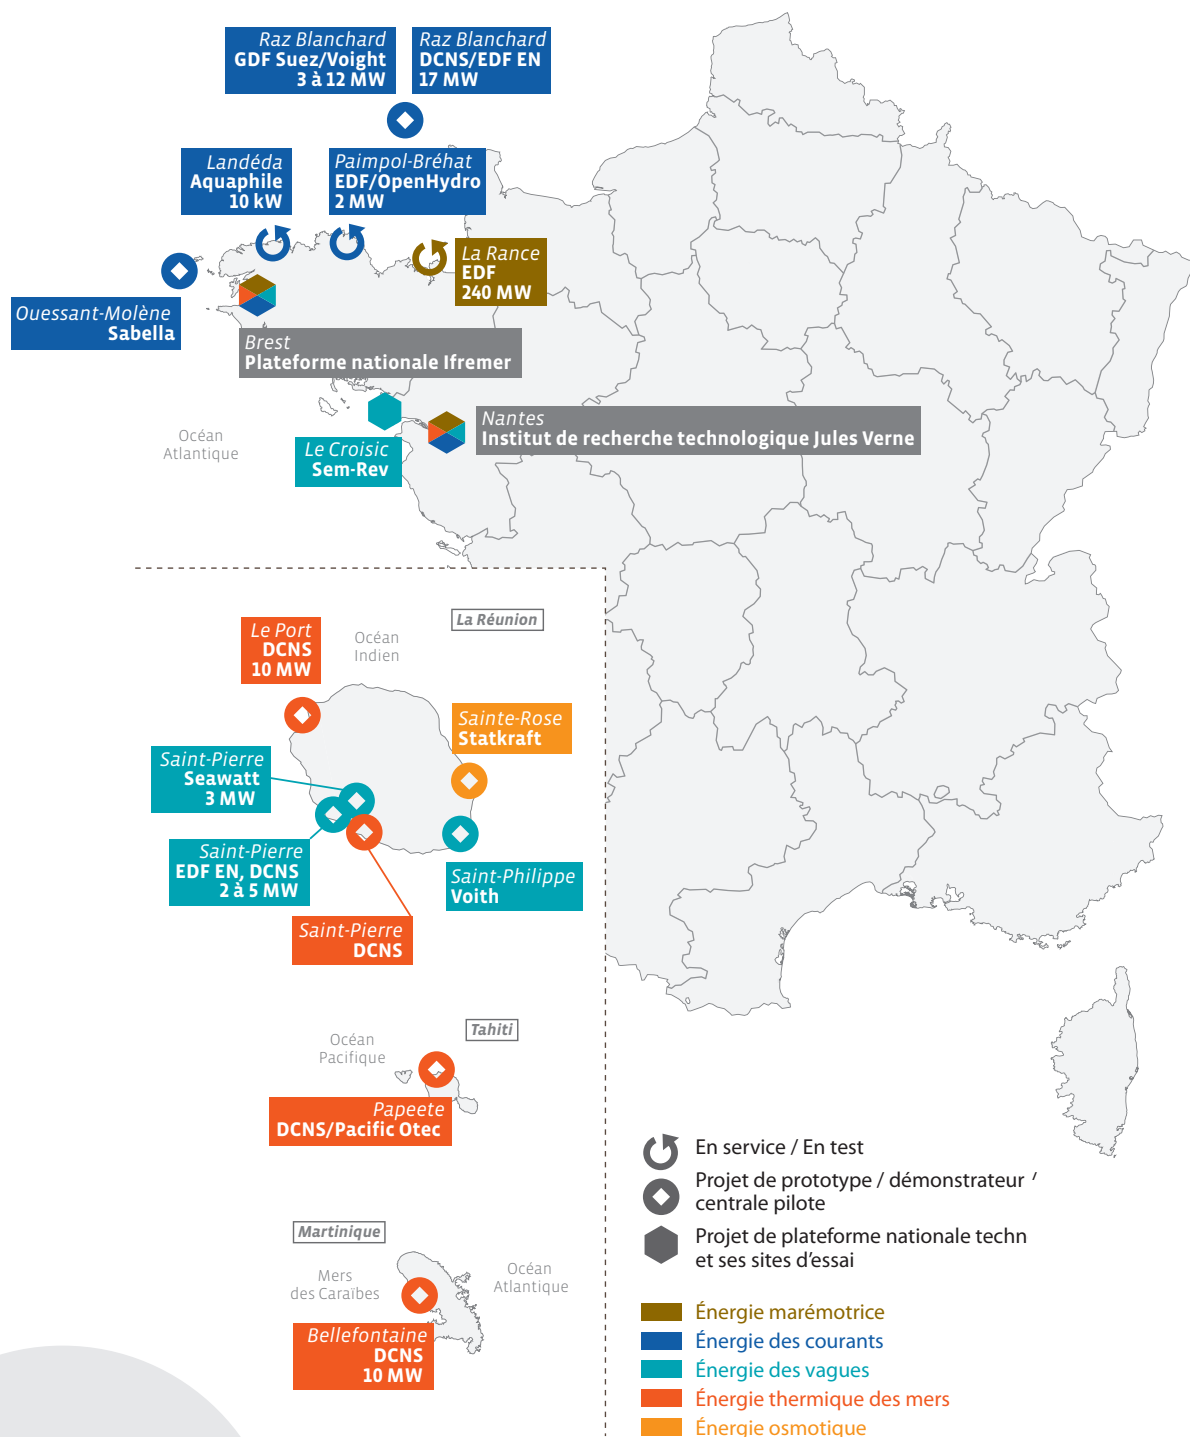 Raz Blanchard
GDF Suez/Voight
3 à 12 MW
Raz Blanchard
DCNS/EDF EN
17 MW
Landéda
Aquaphile
10 kW
Paimpol-Bréhat
EDF/OpenHydro
2 MW
La Rance
EDF
240 MW
Ouessant-Molène
Sabella
Brest
Plateforme nationale Ifremer
Nantes
Institut de recherche technologique Jules Verne
Océan
Atlantique
Le Croisic
Sem-Rev
La Réunion
Le Port
DCNS
10 MW
Océan
Indien
Sainte-Rose
Statkraft
Saint-Pierre
Seawatt
3 MW
Saint-Pierre
EDF EN, DCNS
2 à 5 MW
Saint-Philippe
Voith
Saint-Pierre
DCNS
Tahiti
Océan
Pacifique
Papeete
DCNS/Pacific Otec
Martinique
Mers
des Caraïbes
Océan
Atlantique
Bellefontaine
DCNS
10 MW
En service / En test
Projet de prototype / démonstrateur /
centrale pilote
Projet de plateforme nationale techn
et ses sites d'essai
Énergie marémotrice
Énergie des courants
Énergie des vagues
Énergie thermique des mers
Énergie osmotique